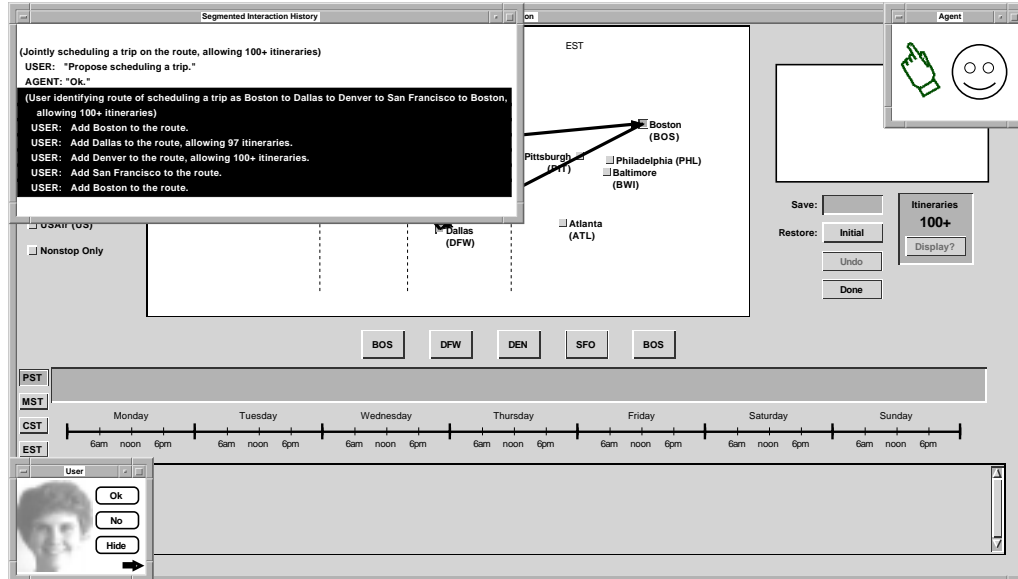 Segmented Interaction History
on
Agent
(Jointly scheduling a trip on the route, allowing 100+ itineraries)
USER: "Propose scheduling a trip."
AGENT: "Ok."
(User identifying route of scheduling a trip as Boston to Dallas to Denver to San Francisco to Boston,
allowing 100+ itineraries)
USER: Add Boston to the route.
USER: Add Dallas to the route, allowing 97 itineraries.
USER: Add Denver to the route, allowing 100+ itineraries.
USER: Add San Francisco to the route.
USER: Add Boston to the route.
EST
Boston
(BOS)
Pittsburgh
(PIT)
Philadelphia (PHL)
Baltimore
(BWI)
Atlanta
(ATL)
Dallas
(DFW)
USAir (US)
Nonstop Only
Save:
Restore:
Initial
Undo
Done
Itineraries
100+
Display?
BOS DFW DEN SFO BOS
PST
MST
CST
EST
Monday Tuesday Wednesday Thursday Friday Saturday Sunday
6am noon 6pm 6am noon 6pm 6am noon 6pm 6am noon 6pm 6am noon 6pm 6am noon 6pm 6am noon 6pm
User
Ok
No
Hide